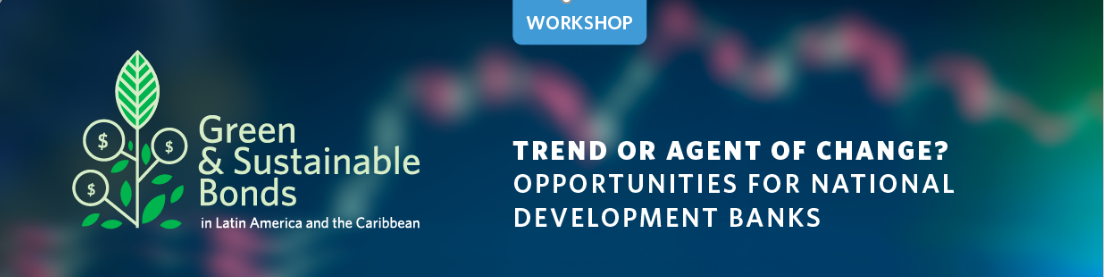 WORKSHOP
$
$
$
Green
& Sustainable
Bonds
in Latin America and the Caribbean
TREND OR AGENT OF CHANGE?
OPPORTUNITIES FOR NATIONAL
DEVELOPMENT BANKS